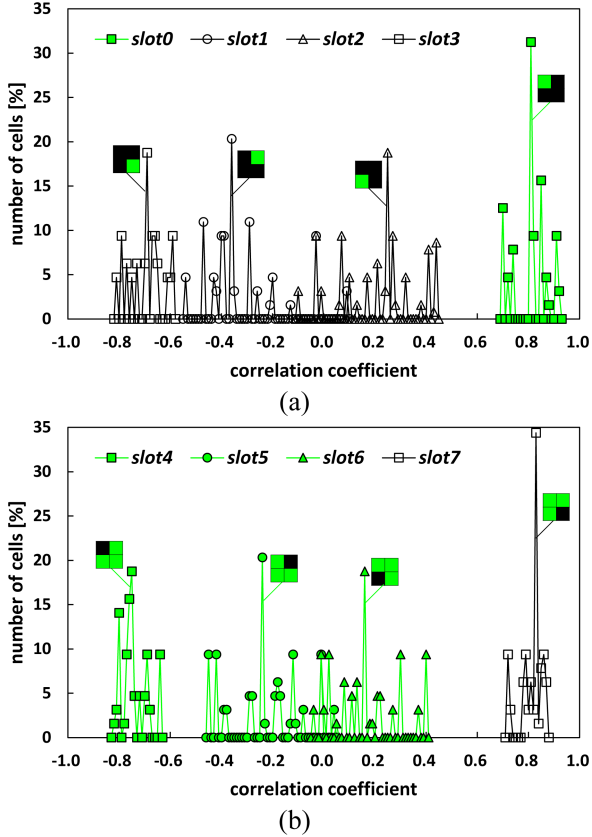 (a)
slot0 slot1 slot2 slot3
number of cells [%]
35
30
25
20
15
10
5
0
-1.0 -0.8 -0.6 -0.4 -0.2 0.0 0.2 0.4 0.6 0.8 1.0
correlation coefficient
(a)
slot4 slot5 slot6 slot7
number of cells [%]
35
30
25
20
15
10
5
0
-1.0 -0.8 -0.6 -0.4 -0.2 0.0 0.2 0.4 0.6 0.8 1.0
correlation coefficient
(b)